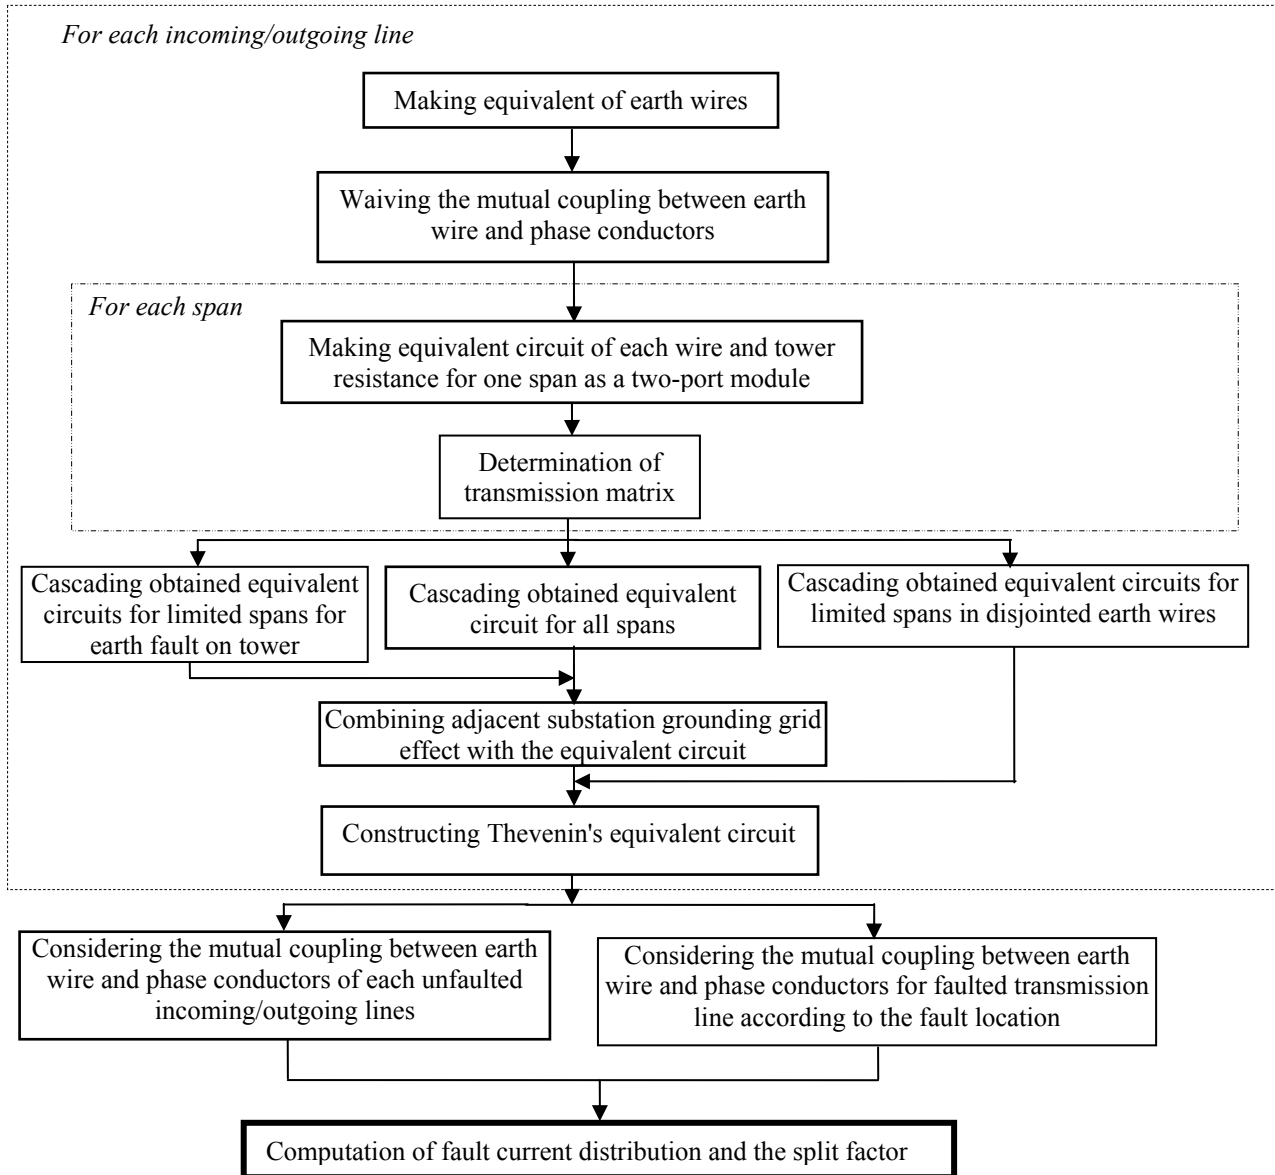 For each incoming/outgoing line
Making equivalent of earth wires
Waiving the mutual coupling between earth
wire and phase conductors
For each span
Making equivalent circuit of each wire and tower
resistance for one span as a two-port module
Determination of
transmission matrix
Cascading obtained equivalent
circuits for limited spans for
earth fault on tower
Cascading obtained equivalent
circuit for all spans
Cascading obtained equivalent circuits for
limited spans in disjointed earth wires
Combining adjacent substation grounding grid
effect with the equivalent circuit
Constructing Thevenin's equivalent circuit
Considering the mutual coupling between earth
wire and phase conductors of each unfaulted
incoming/outgoing lines
Considering the mutual coupling between earth
wire and phase conductors for faulted transmission
line according to the fault location
Computation of fault current distribution and the split factor